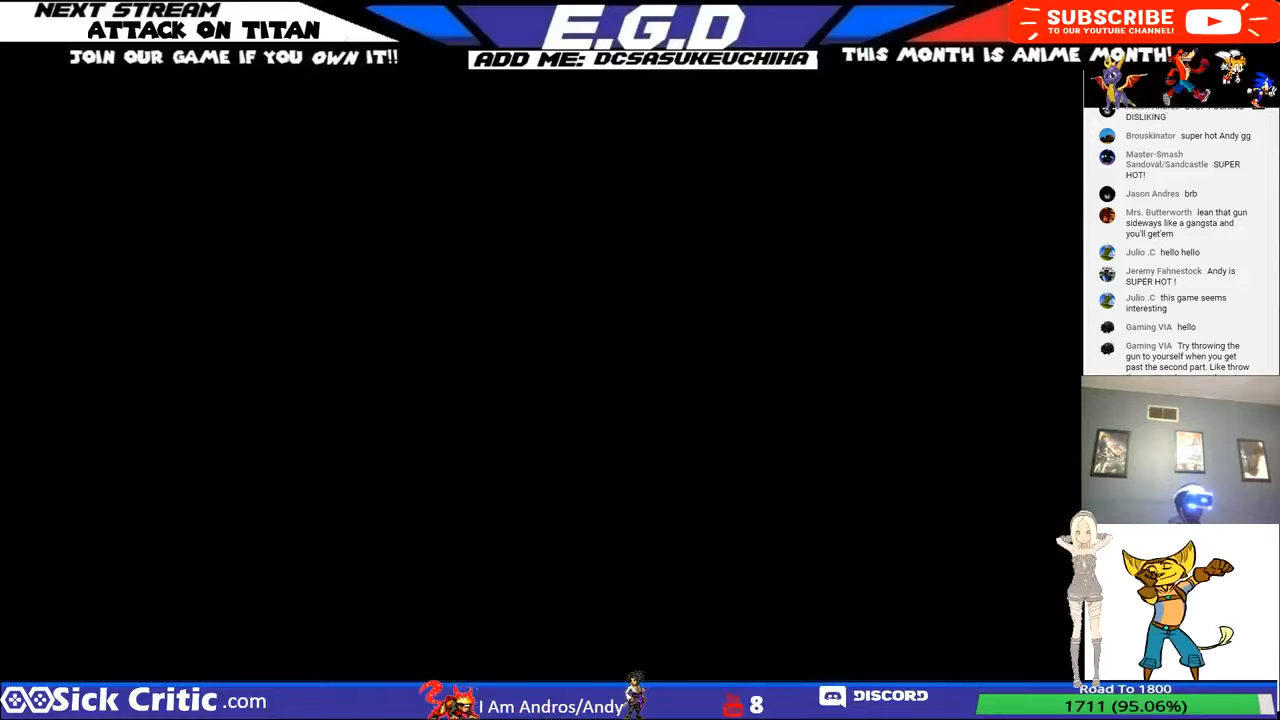 NEXT STREAM
ATTACK ON TITAN
JOIN OUR GAME IF YOU OWN IT!!
E.G.D
ADD ME: DCSASUKEUCHIHA
SUBSCRIBE
TO OUR YOUTUBE CHANNEL!
THIS MONTH IS ANIME MONTH!
DISLIKING
Brouskinator super hot Andy gg
Master-Smash
Sandoval/Sandcastle SUPER
HOT!
Jason Andres brb
Mrs. Butterworth lean that gun
sideways like a gangsta and
you'll get'em
Julio .C hello hello
Jeremy Fahnestock Andy is
SUPER HOT !
Julio .C this game seems
interesting
Gaming VIA hello
Gaming VIA Try throwing the
gun to yourself when you get
past the second part. Like throw
Sick Critic .com
I Am Andros/Andy
8
DISCORD
Road To 1800
1711 (95.06%)